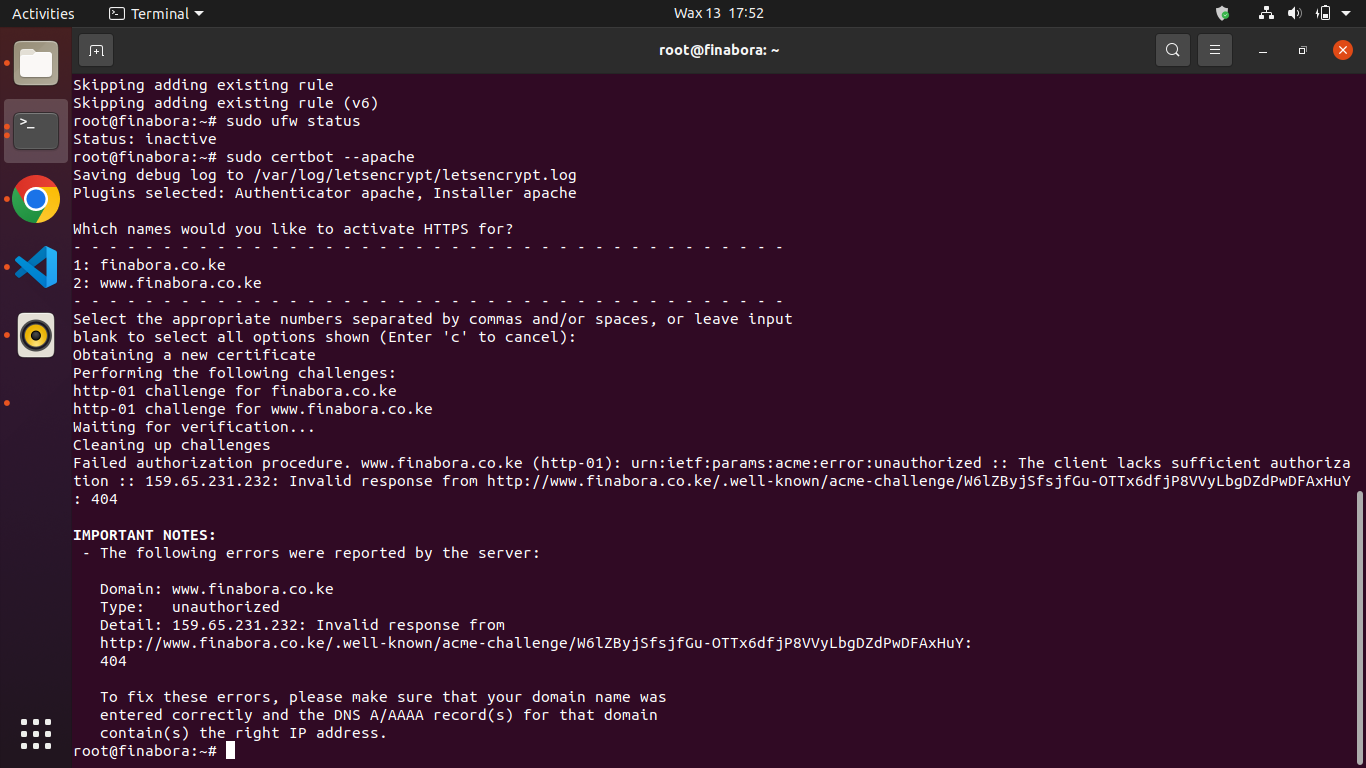 Activities
Terminal
Wax 13 17:52
root@finabora: ~
Skipping adding existing rule
Skipping adding existing rule (v6)
root@finabora:~# sudo ufw status
Status: inactive
root@finabora:~# sudo certbot --apache
Saving debug log to /var/log/letsencrypt/letsencrypt.log
Plugins selected: Authenticator apache, Installer apache
Which names would you like to activate HTTPS for?
- - - - - - - - - - - - - - - - - - - - - - - - - - - - - - - - - - - - - - - -
1: finabora.co.ke
2: www.finabora.co.ke
- - - - - - - - - - - - - - - - - - - - - - - - - - - - - - - - - - - - - - - -
Select the appropriate numbers separated by commas and/or spaces, or leave input
blank to select all options shown (Enter 'c' to cancel):
Obtaining a new certificate
Performing the following challenges:
http-01 challenge for finabora.co.ke
http-01 challenge for www.finabora.co.ke
Waiting for verification...
Cleaning up challenges
Failed authorization procedure. www.finabora.co.ke (http-01): urn:ietf:params:acme:error:unauthorized :: The client lacks sufficient authoriza
tion :: 159.65.231.232: Invalid response from http://www.finabora.co.ke/.well-known/acme-challenge/W6lZByjSfsjfGu-OTTx6dfjP8VVyLbgDZdPwDFAxHuY
: 404
IMPORTANT NOTES:
- The following errors were reported by the server:
Domain: www.finabora.co.ke
Type: unauthorized
Detail: 159.65.231.232: Invalid response from
http://www.finabora.co.ke/.well-known/acme-challenge/W6lZByjSfsjfGu-OTTx6dfjP8VVyLbgDZdPwDFAxHuY:
404
To fix these errors, please make sure that your domain name was
entered correctly and the DNS A/AAAA record(s) for that domain
contain(s) the right IP address.
root@finabora:~#